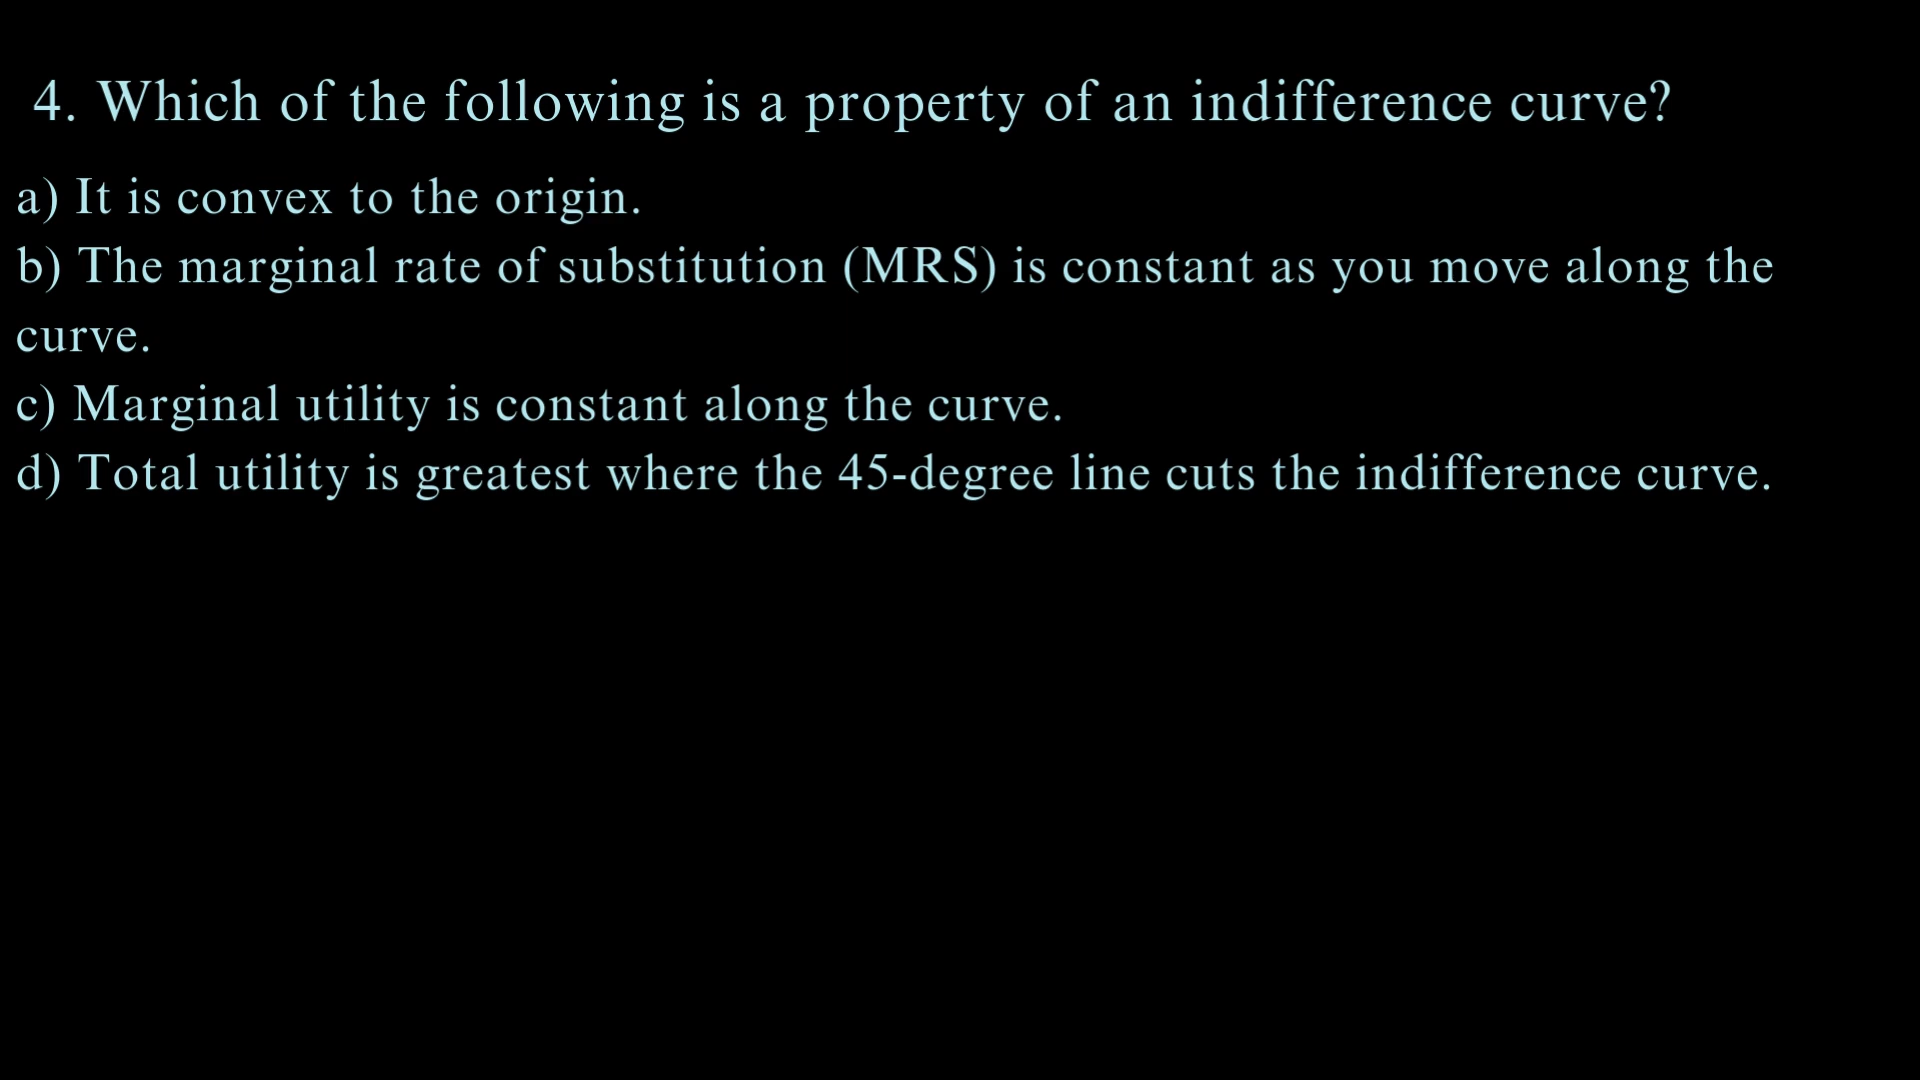 4. Which of the following is a property of an indifference curve?
a) It is convex to the origin.
b) The marginal rate of substitution (MRS) is constant as you move along the
curve.
c) Marginal utility is constant along the curve.
d) Total utility is greatest where the 45-degree line cuts the indifference curve.